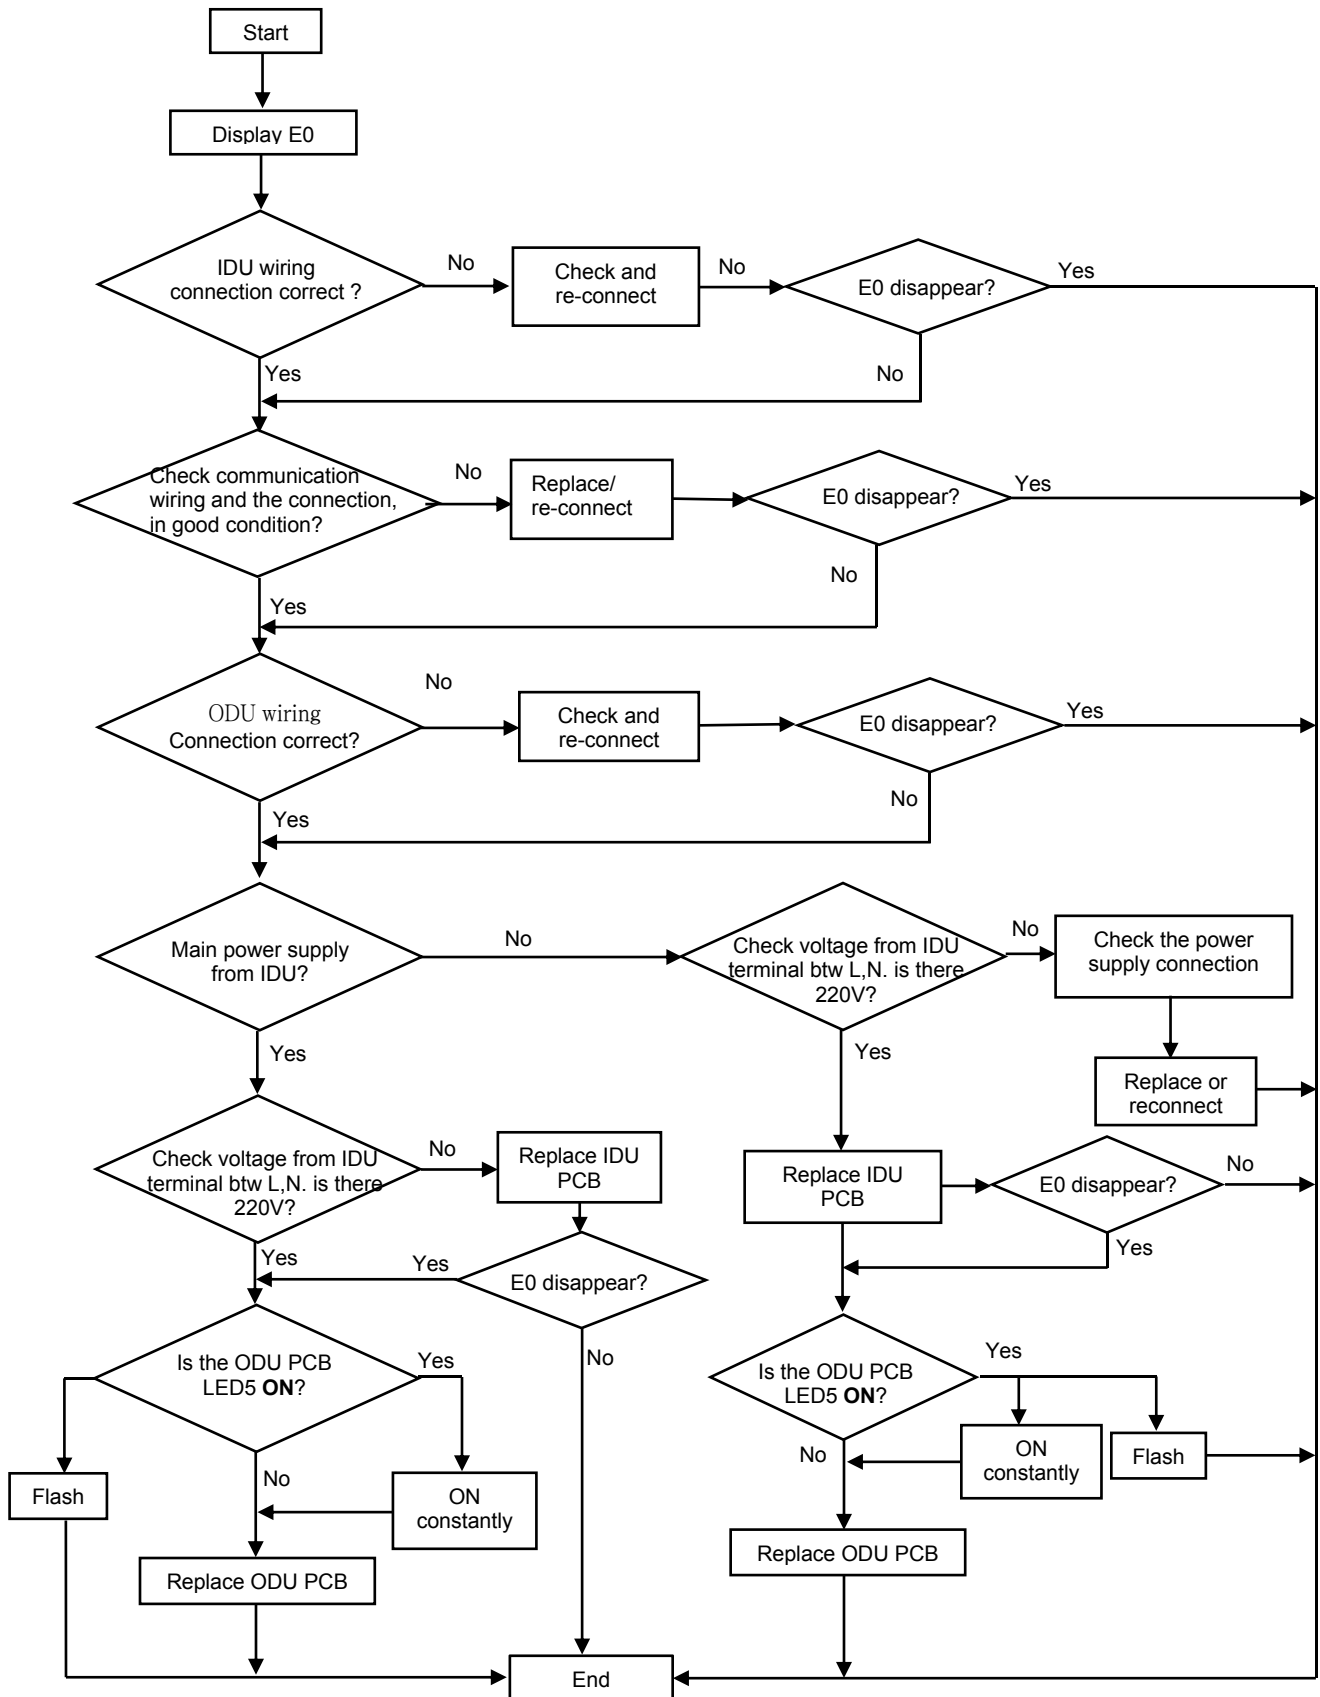 Start
Display E0
IDU wiring
connection correct ?
No
Check and
re-connect
No
E0 disappear?
Yes
Yes
No
Check communication
wiring and the connection,
in good condition?
No
Replace/
re-connect
E0 disappear?
Yes
No
Yes
ODU wiring
Connection correct?
No
Check and
re-connect
E0 disappear?
Yes
No
Yes
Main power supply
from IDU?
No
Check voltage from IDU
terminal btw L,N. is there
220V?
No
Check the power
supply connection
Yes
Yes
Replace or
reconnect
Check voltage from IDU
terminal btw L,N. is there
220V?
No
Replace IDU
PCB
Replace IDU
PCB
E0 disappear?
No
Yes
Yes
Yes
E0 disappear?
No
Is the ODU PCB
LED5 ON?
Yes
Is the ODU PCB
LED5 ON?
Yes
Flash
No
ON
constantly
No
ON
constantly
Flash
Replace ODU PCB
Replace ODU PCB
End